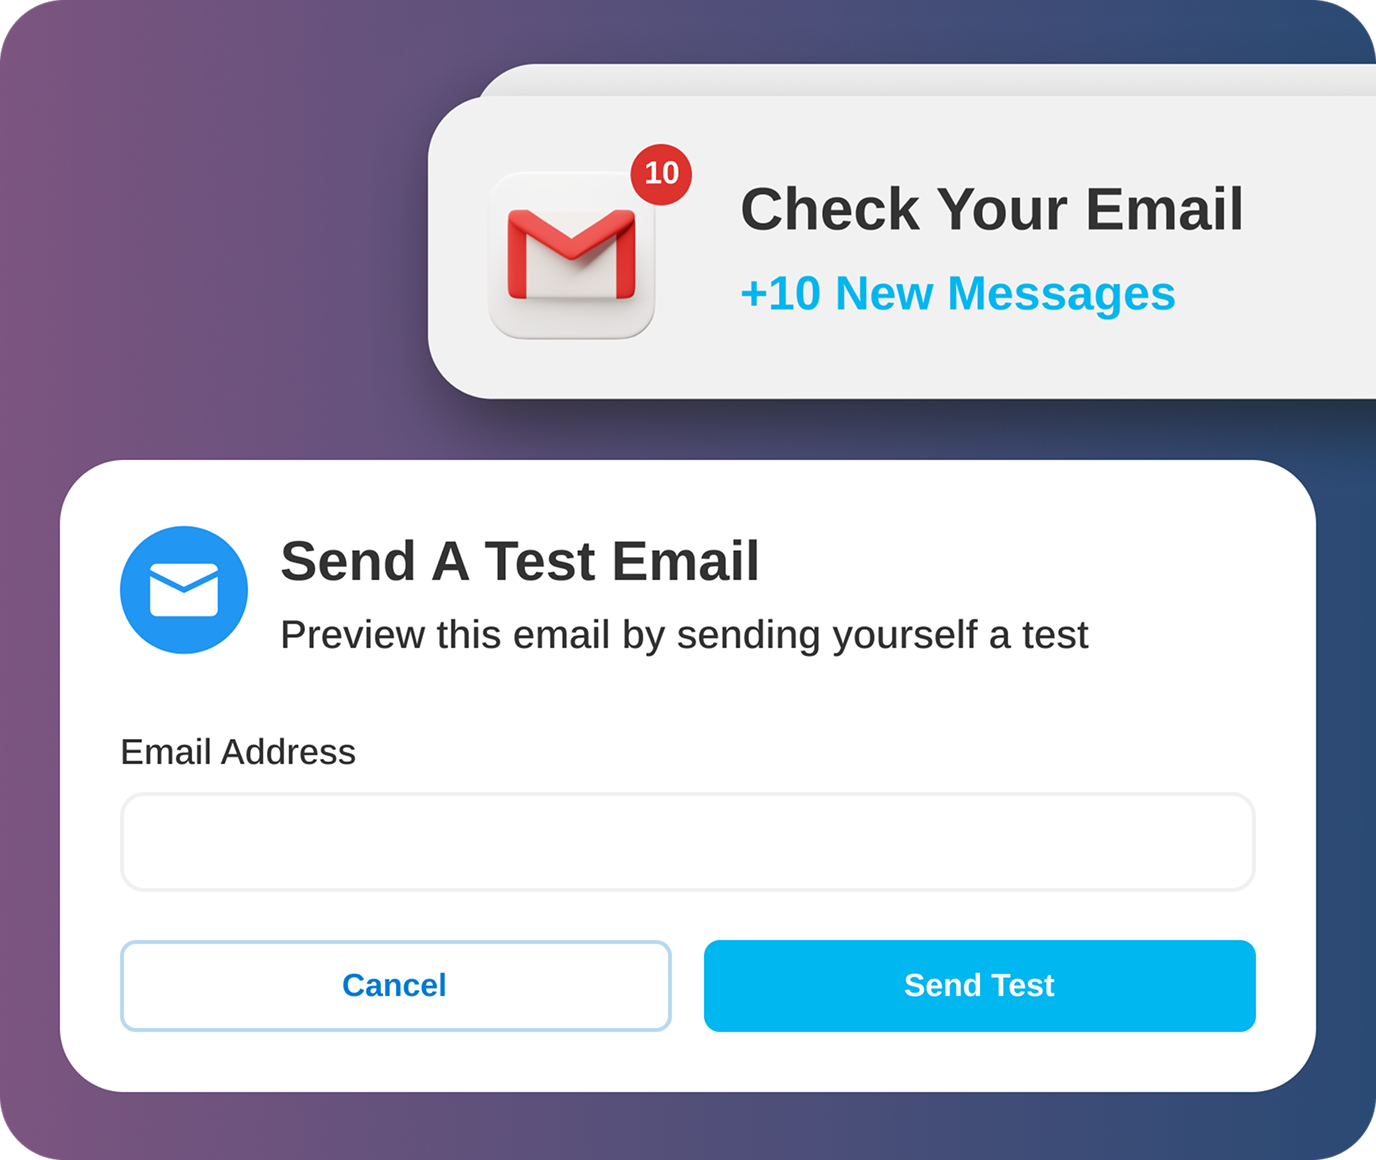 10
Check Your Email
+10 New Messages
Send A Test Email
Preview this email by sending yourself a test
Email Address
Cancel
Send Test